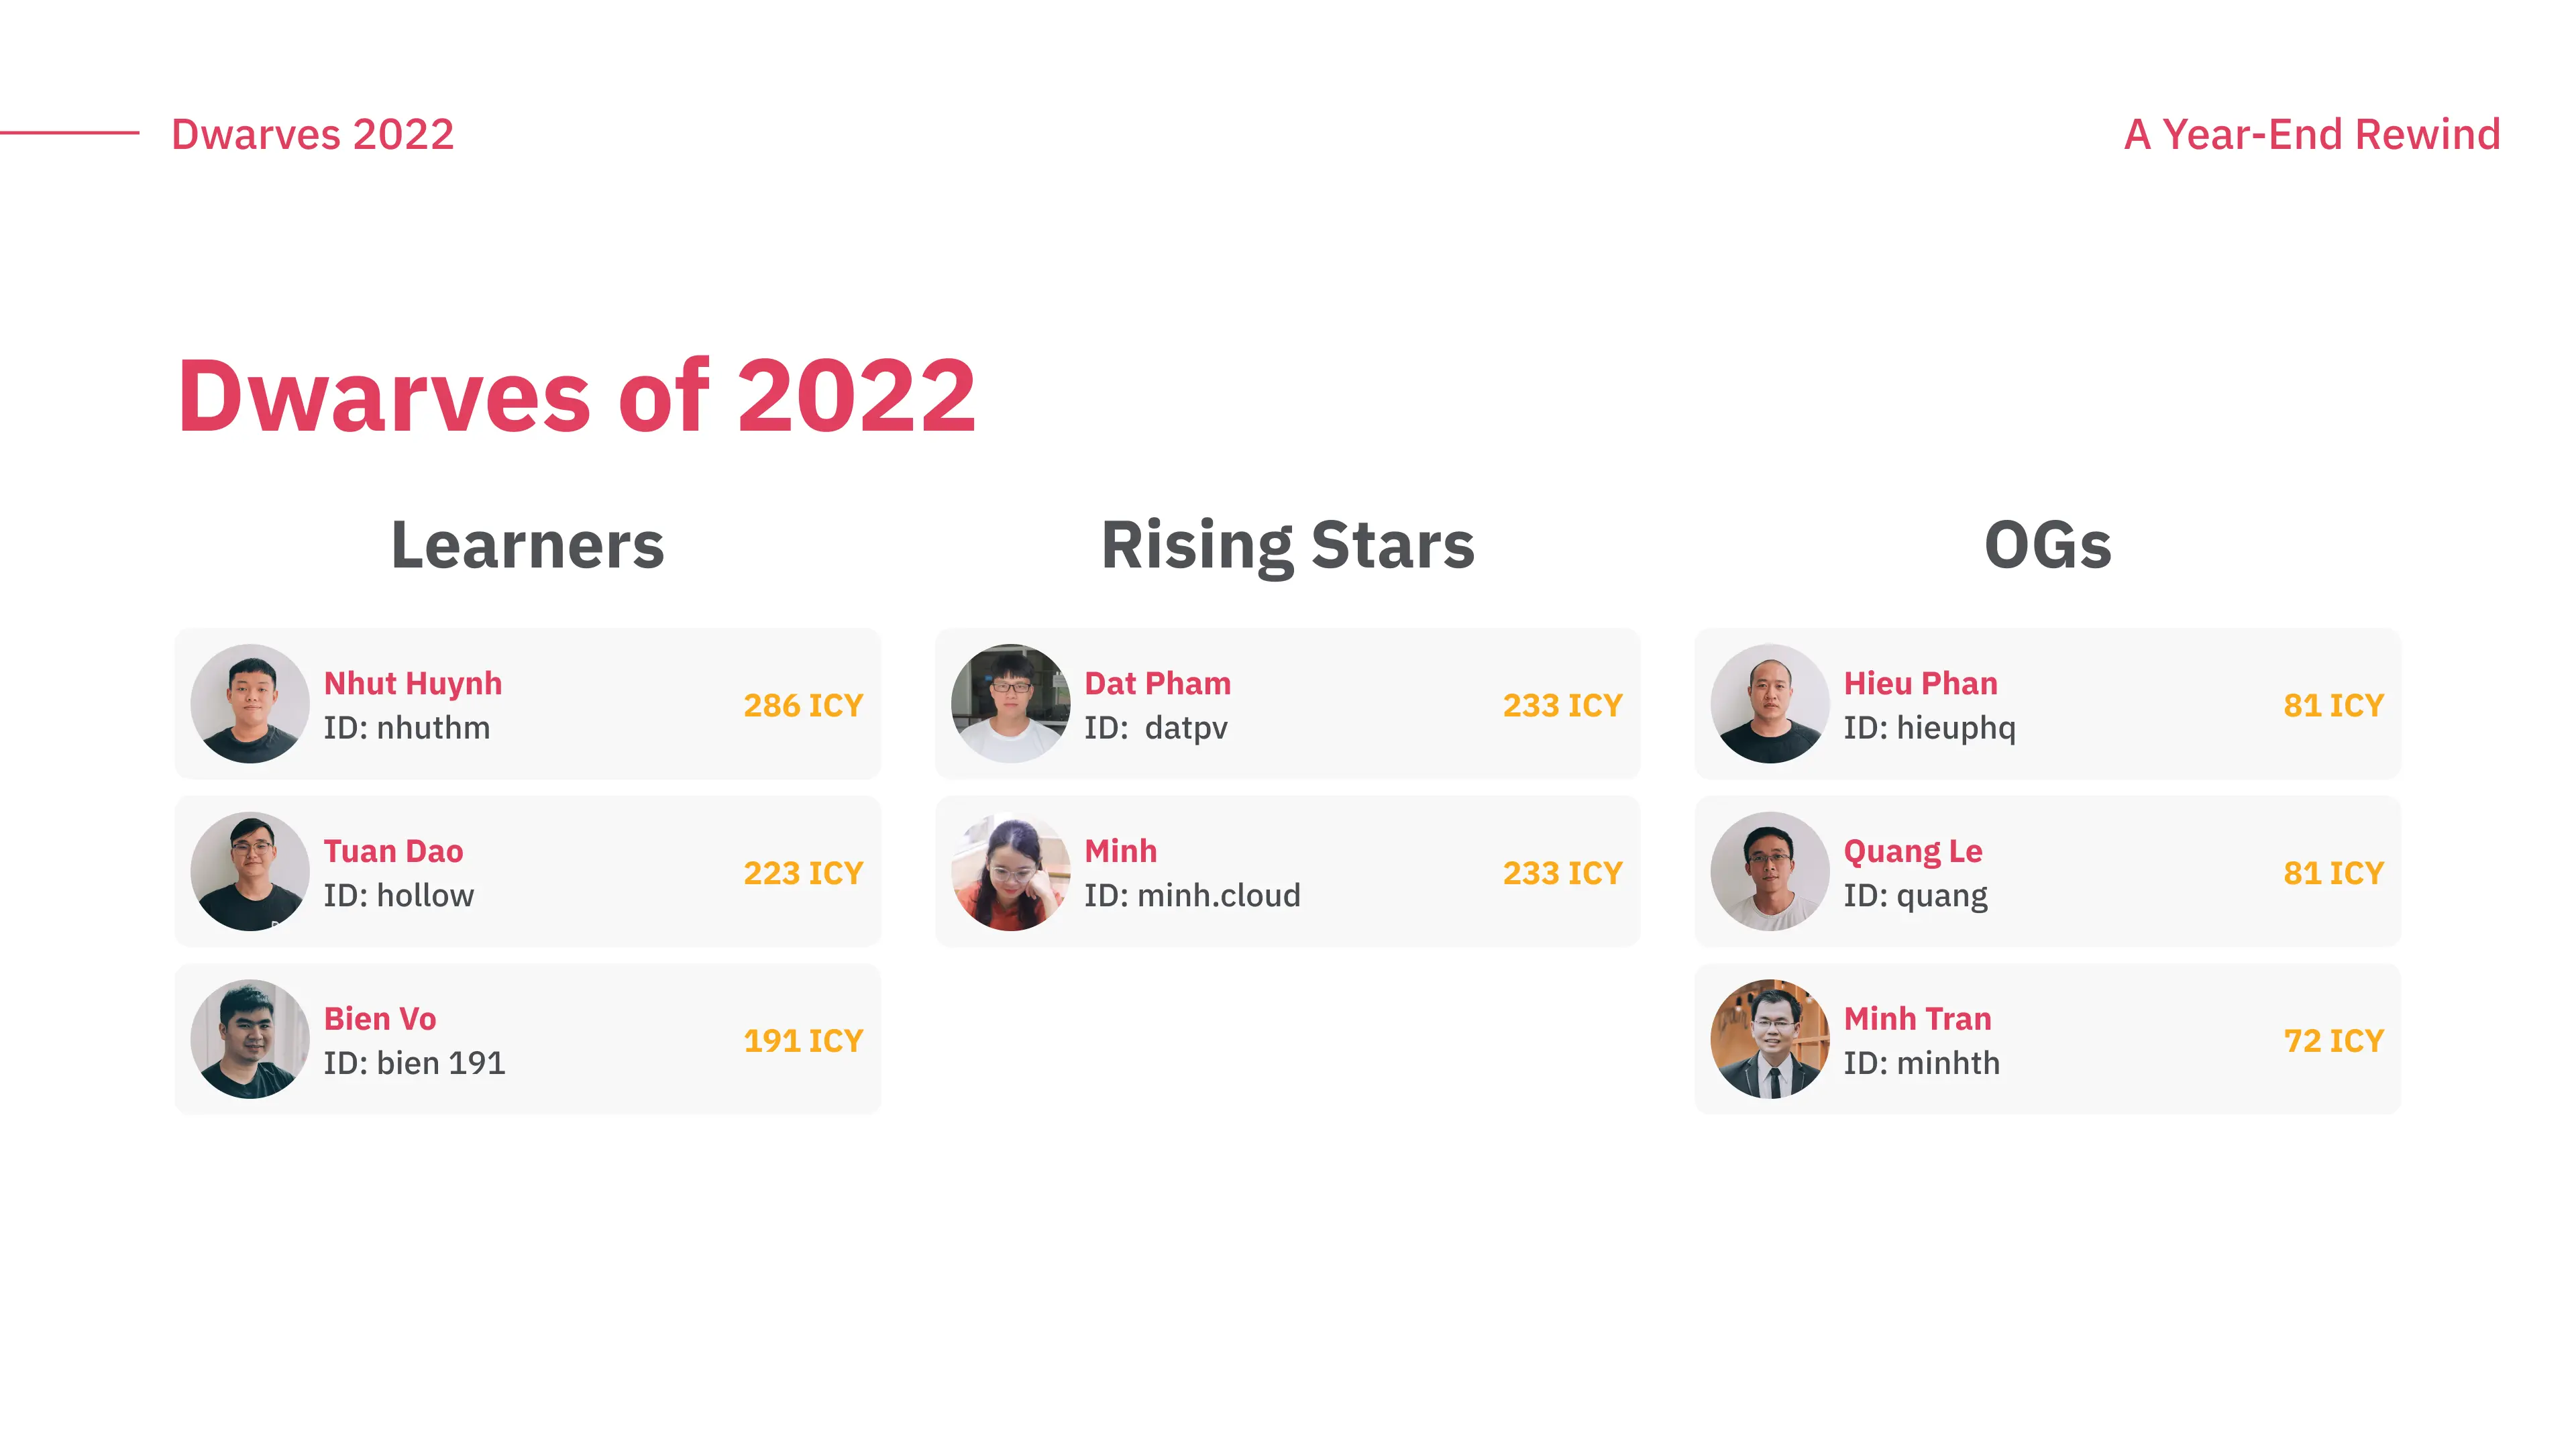 Dwarves 2022
A Year-End Rewind
Dwarves of 2022
Learners
Nhut Huynh
ID: nhuthm
286 ICY
Tuan Dao
ID: hollow
223 ICY
Bien Vo
ID: bien 191
191 ICY
Rising Stars
Dat Pham
ID:  datpv
233 ICY
Minh
ID: minh.cloud
233 ICY
OGs
Hieu Phan
ID: hieuphq
81 ICY
Quang Le
ID: quang
81 ICY
Minh Tran
ID: minhth
72 ICY